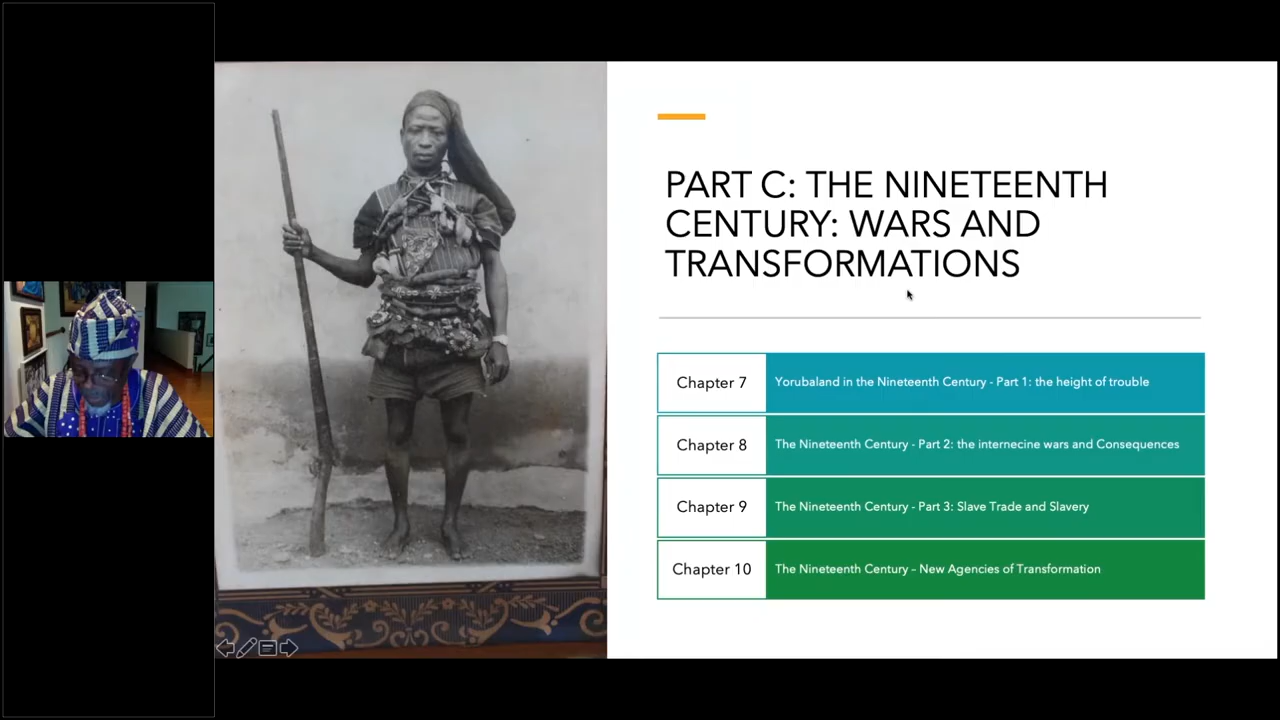 PART C: THE NINETEENTH
CENTURY: WARS AND
TRANSFORMATIONS
Chapter 7
Yorubaland in the Nineteenth Century - Part 1: the height of trouble
Chapter 8
The Nineteenth Century - Part 2: the internecine wars and Consequences
Chapter 9
The Nineteenth Century - Part 3: Slave Trade and Slavery
Chapter 10
The Nineteenth Century – New Agencies of Transformation